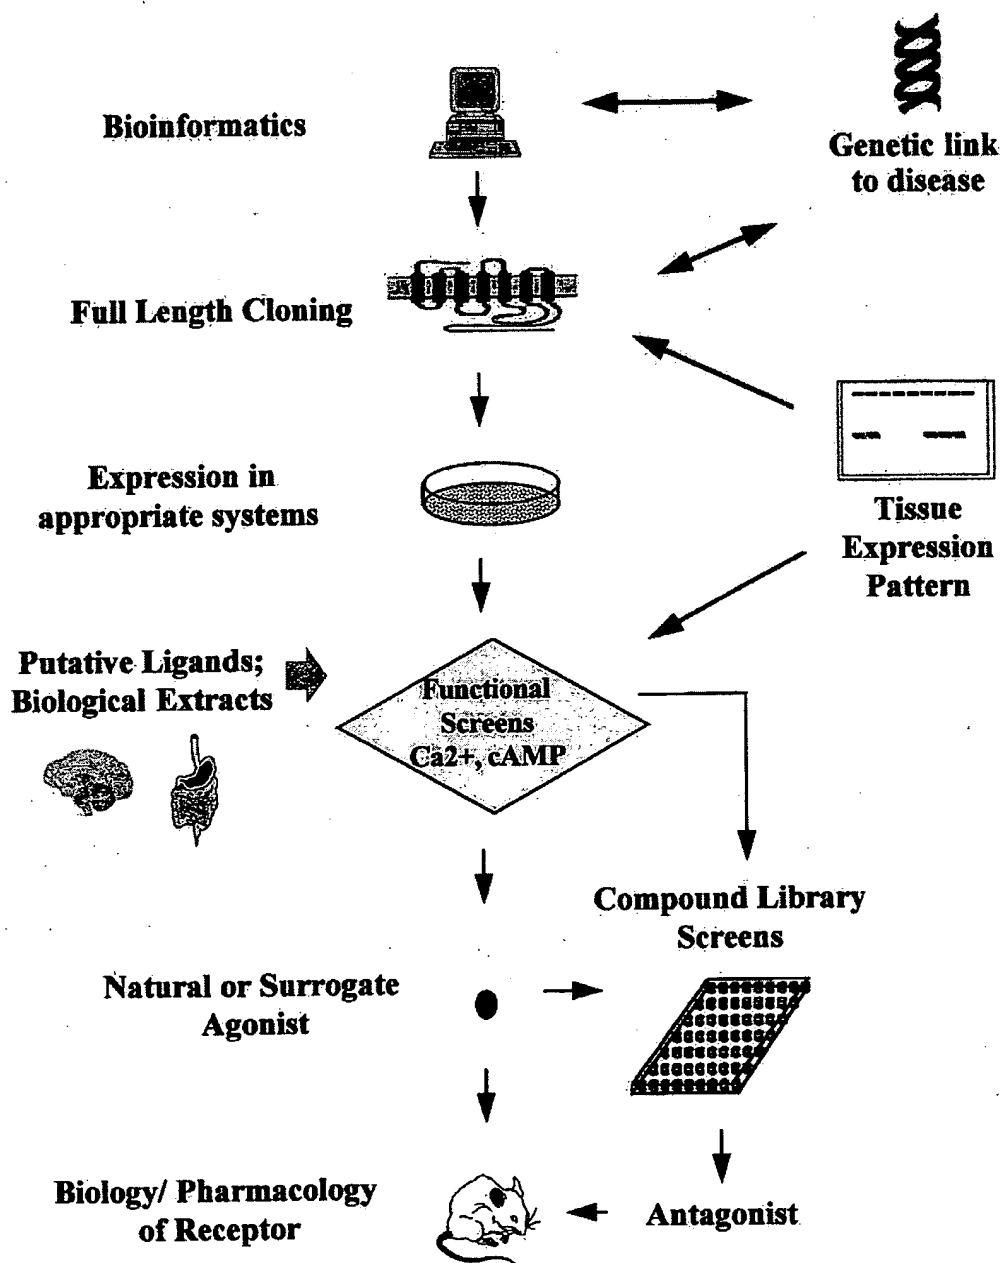 Bioinformatics
Genetic link
to disease
Full Length Cloning
Expression in
appropriate systems
Tissue
Expression
Pattern
Putative Ligands;
Biological Extracts
Functional
Screens
Ca2+, cAMP
Compound Library
Screens
Natural or Surrogate
Agonist
Biology/ Pharmacology
of Receptor
Antagonist